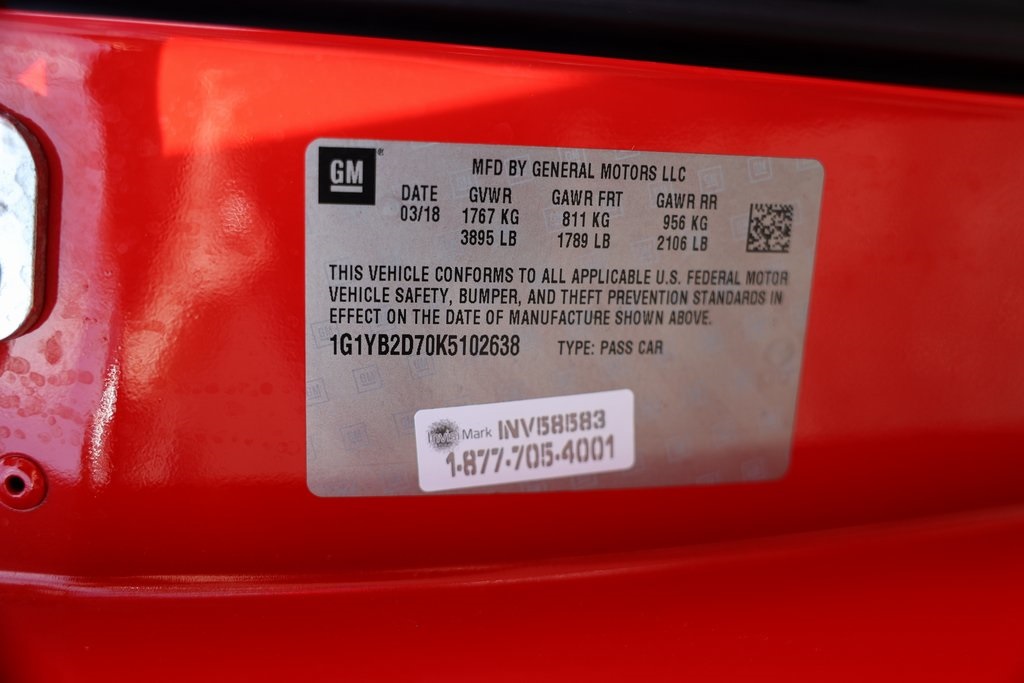 GM
MFD BY GENERAL MOTORS LLC
DATE GVWR GAWR FRT GAWR RR
03/18 1767 KG 811 KG 956 KG
3895 LB 1789 LB 2106 LB
THIS VEHICLE CONFORMS TO ALL APPLICABLE U.S. FEDERAL MOTOR
VEHICLE SAFETY, BUMPER, AND THEFT PREVENTION STANDARDS IN
EFFECT ON THE DATE OF MANUFACTURE SHOWN ABOVE.
1G1YB2D70K5102638 TYPE: PASS CAR
Mark INV58583
1-877-705-4001